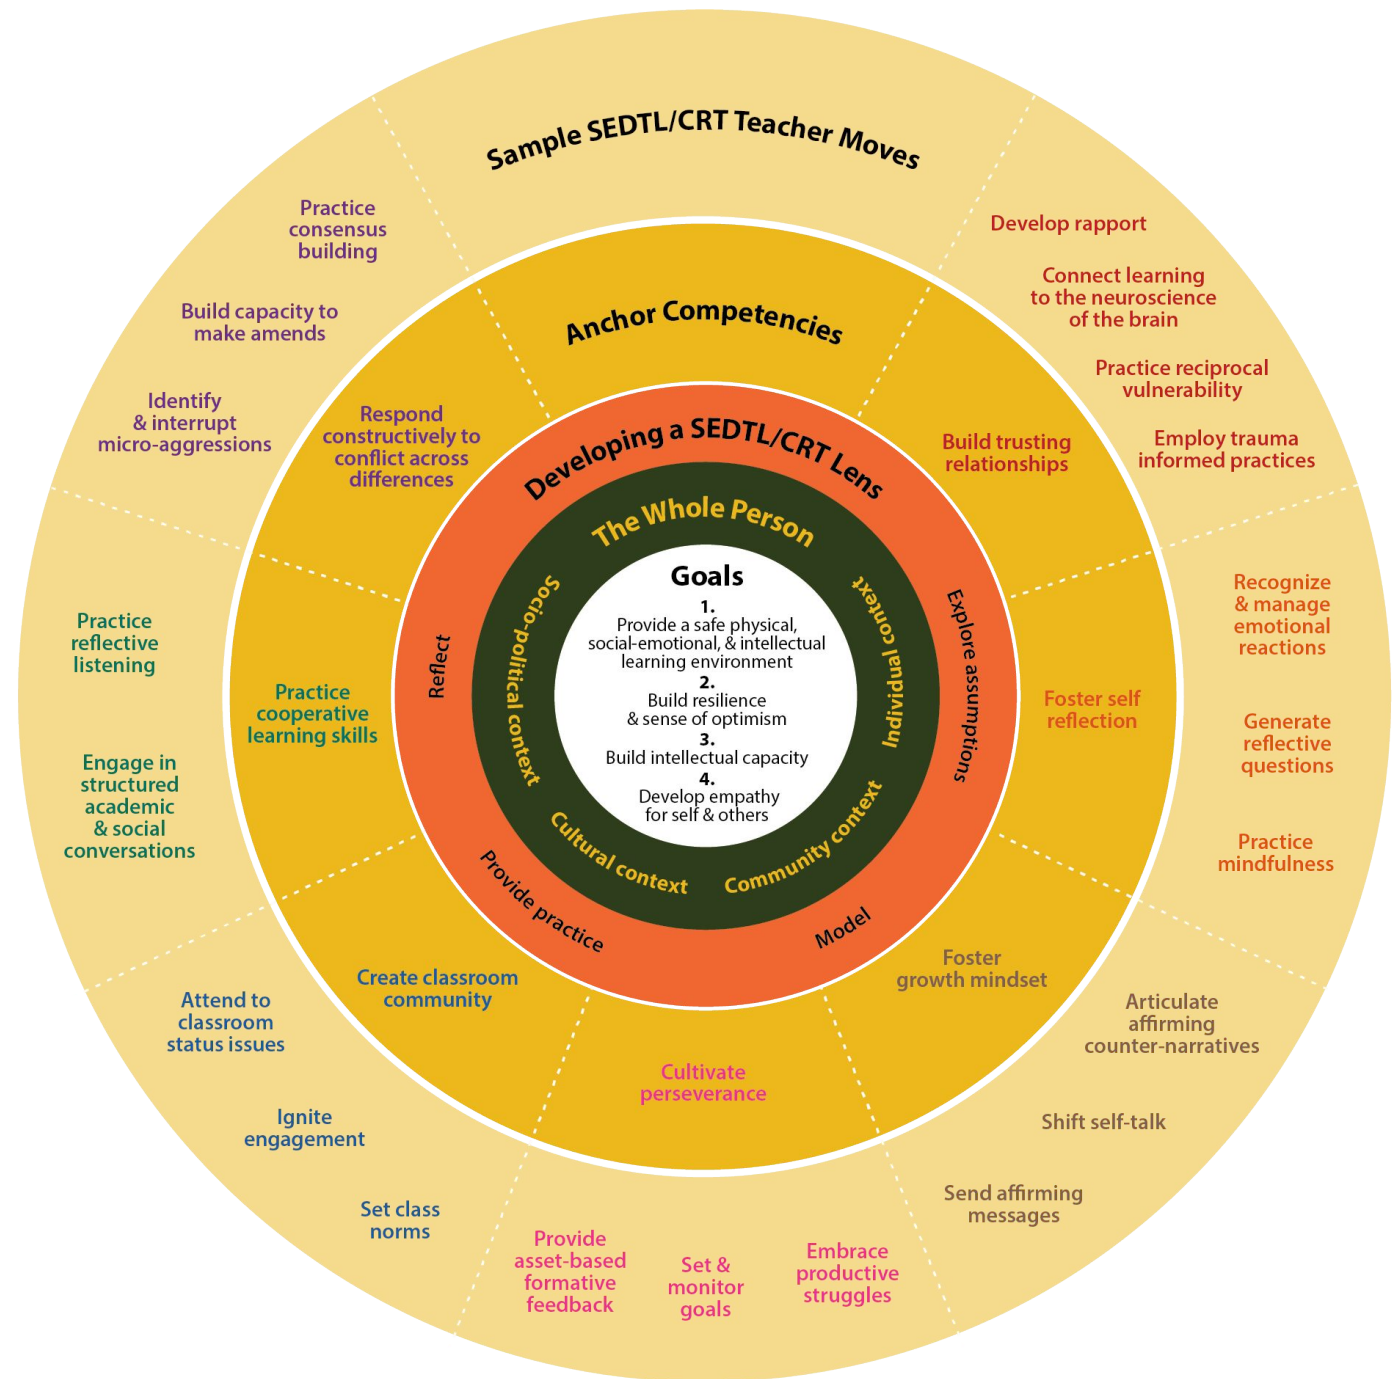 Sample SEDTL/CRT Teacher Moves
Develop rapport
Connect learning
to the neuroscience
of the brain
Practice reciprocal
vulnerability
Employ trauma
informed practices
Recognize
& manage
emotional
reactions
Generate
reflective
questions
Practice
mindfulness
Articulate
affirming
counter-narratives
Shift self-talk
Send affirming
messages
Embrace
productive
struggles
Set &
monitor
goals
Provide
asset-based
formative
feedback
Set class
norms
Ignite
engagement
Attend to
classroom
status issues
Engage in
structured
academic
& social
conversations
Practice
reflective
listening
Identify
& interrupt
micro-aggressions
Build capacity to
make amends
Practice
consensus
building
Anchor Competencies
Build trusting
relationships
Foster self
reflection
Foster
growth mindset
Cultivate
perseverance
Create classroom
community
Practice
cooperative
learning skills
Respond
constructively to
conflict across
differences
Developing a SEDTL/CRT Lens
Explore assumptions
Model
Provide practice
Reflect
The Whole Person
Individual context
Community context
Cultural context
Socio-political context
Goals
1.
Provide a safe physical,
social-emotional, & intellectual
learning environment
2.
Build resilience
& sense of optimism
3.
Build intellectual capacity
4.
Develop empathy
for self & others